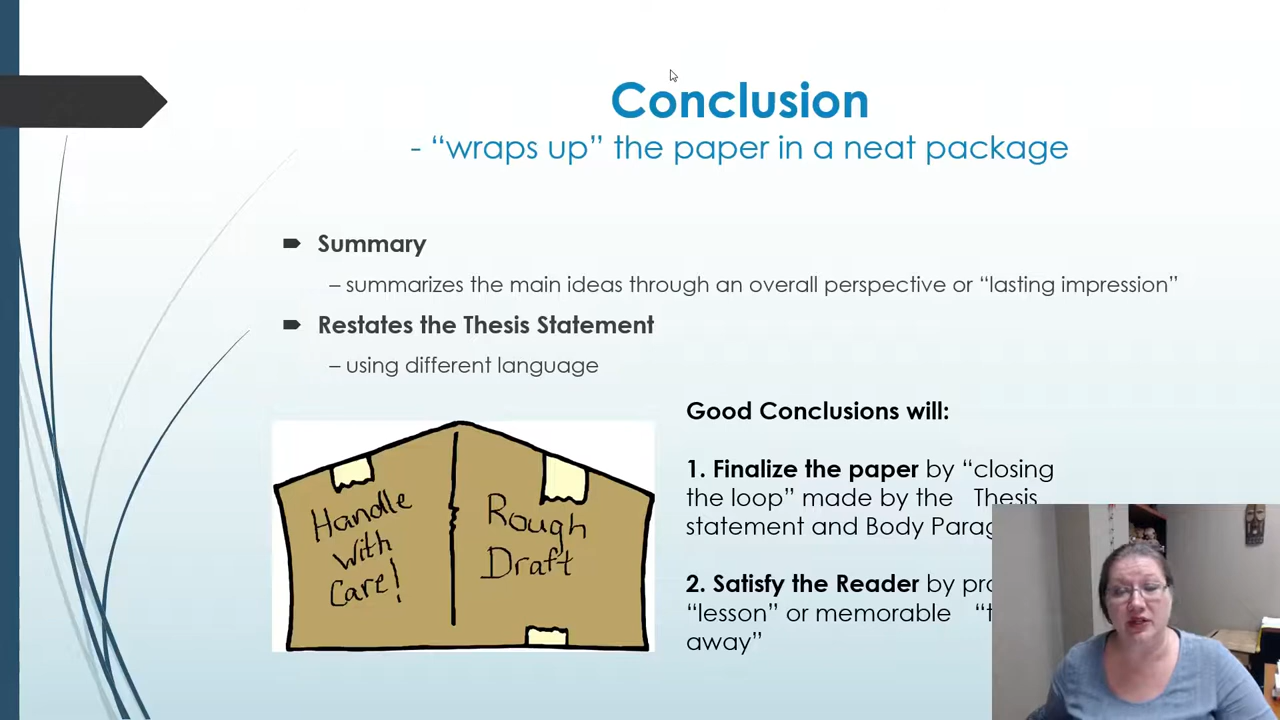 Conclusion
- “wraps up” the paper in a neat package
Summary
– summarizes the main ideas through an overall perspective or “lasting impression”
Restates the Thesis Statement
– using different language
Handle
With
Care!
Rough
Draft
Good Conclusions will:
1. Finalize the paper by “closing
the loop” made by the Thesis
statement and Body
2. Satisfy the Reader by
“lesson” or memorable
away”